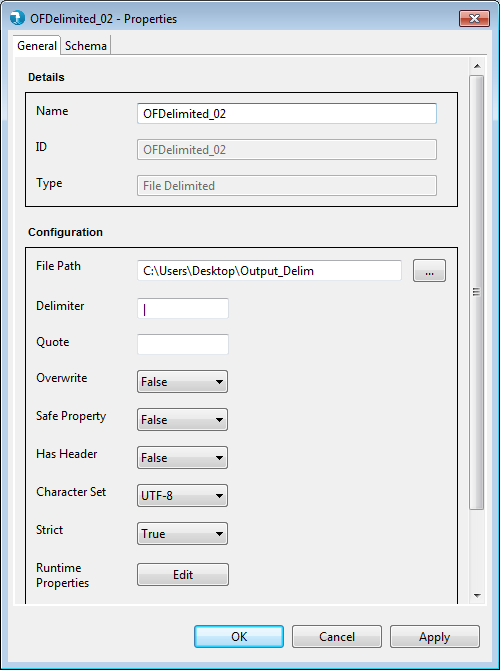 OFDelimited_02 - Properties
General Schema
Details
Name OFDelimited_02
ID OFDelimited_02
Type File Delimited
Configuration
File Path C:\Users\Desktop\Output_Delim ...
Delimiter |
Quote
Overwrite False
Safe Property False
Has Header False
Character Set UTF-8
Strict True
Runtime
Properties Edit
OK Cancel Apply